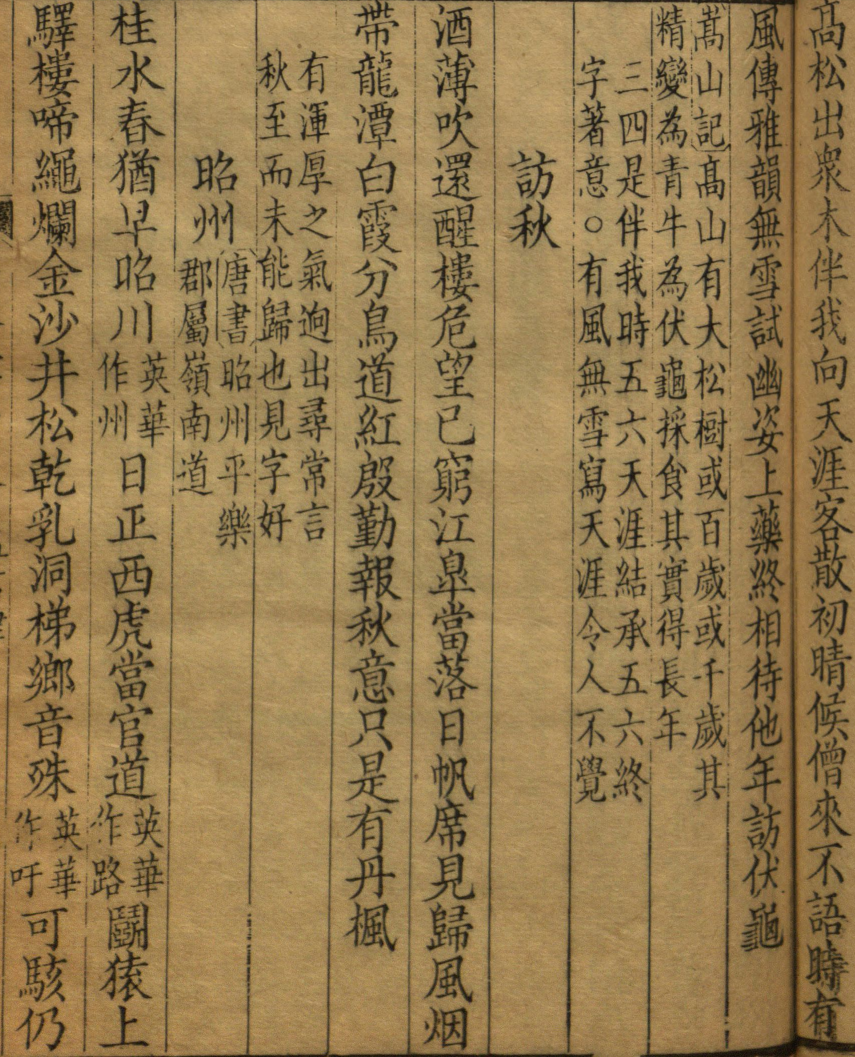 高松出衆木伴我向天涯客散初晴候僧來不語時有
風傳雅韻無雪試幽姿上藥終相待他年訪伏龜
嵩山記高山有大松樹或百歲或千歲其
精變為青牛為伏龜採食其實得長年
三四是伴我時五六天涯結承五六終
字著意○有風無雪寫天涯令人不覺
訪秋
酒薄吹還醒樓危望已窮江臯當落日帆席見歸風烟
帶龍潭白霞分鳥道紅殷勤報秋意只是有丹楓
有渾厚之氣逈出尋常言
秋至而未能歸也見字好
昭州
唐書昭州平樂
郡屬嶺南道
桂水春猶早昭川英華作州日正西虎當官道英華作路鬭猿上
驛樓啼繩爛金沙井松乾乳洞梯鄉音殊英華作吁可駭仍